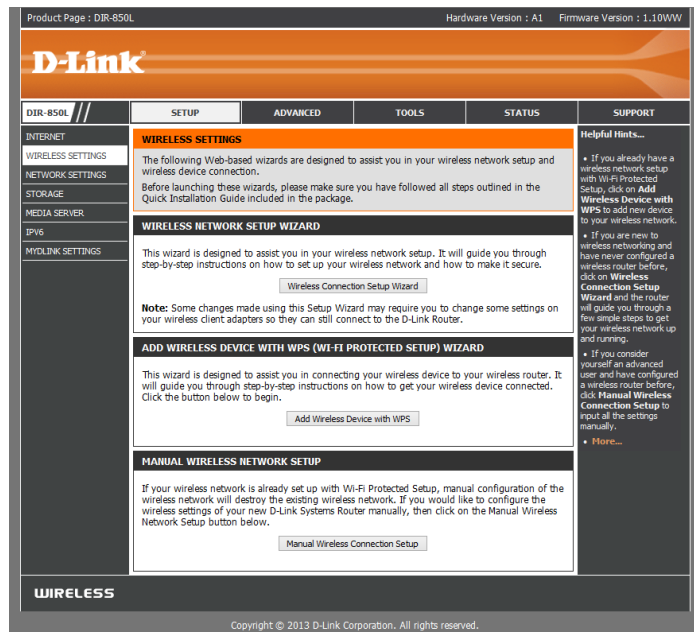 Product Page : DIR-850L
Hardware Version : A1
Firmware Version : 1.10WW
D-Link
DIR-850L
SETUP
ADVANCED
TOOLS
STATUS
SUPPORT
INTERNET
WIRELESS SETTINGS
NETWORK SETTINGS
STORAGE
MEDIA SERVER
IPV6
MYDLINK SETTINGS
WIRELESS SETTINGS
The following Web-based wizards are designed to assist you in your wireless network setup and
wireless device connection.
Before launching these wizards, please make sure you have followed all steps outlined in the
Quick Installation Guide included in the package.
WIRELESS NETWORK SETUP WIZARD
This wizard is designed to assist you in your wireless network setup. It will guide you through
step-by-step instructions on how to set up your wireless network and how to make it secure.
Wireless Connection Setup Wizard
Note: Some changes made using this Setup Wizard may require you to change some settings on
your wireless client adapters so they can still connect to the D-Link Router.
ADD WIRELESS DEVICE WITH WPS (WI-FI PROTECTED SETUP) WIZARD
This wizard is designed to assist you in connecting your wireless device to your wireless router. It
will guide you through step-by-step instructions on how to get your wireless device connected.
Click the button below to begin.
Add Wireless Device with WPS
MANUAL WIRELESS NETWORK SETUP
If your wireless network is already set up with Wi-Fi Protected Setup, manual configuration of the
wireless network will destroy the existing wireless network. If you would like to configure the
wireless settings of your new D-Link Systems Router manually, then click on the Manual Wireless
Network Setup button below.
Manual Wireless Connection Setup
Helpful Hints...
• If you already have a
wireless network setup
with Wi-Fi Protected
Setup, click on Add
Wireless Device with
WPS to add new device
to your wireless network.
• If you are new to
wireless networking and
have never configured a
wireless router before,
click on Wireless
Connection Setup
Wizard and the router
will guide you through a
few simple steps to get
your wireless network up
and running.
• If you consider
yourself an advanced
user and have configured
a wireless router before,
click Manual Wireless
Connection Setup to
input all the settings
manually.
• More...
WIRELESS
Copyright © 2013 D-Link Corporation. All rights reserved.